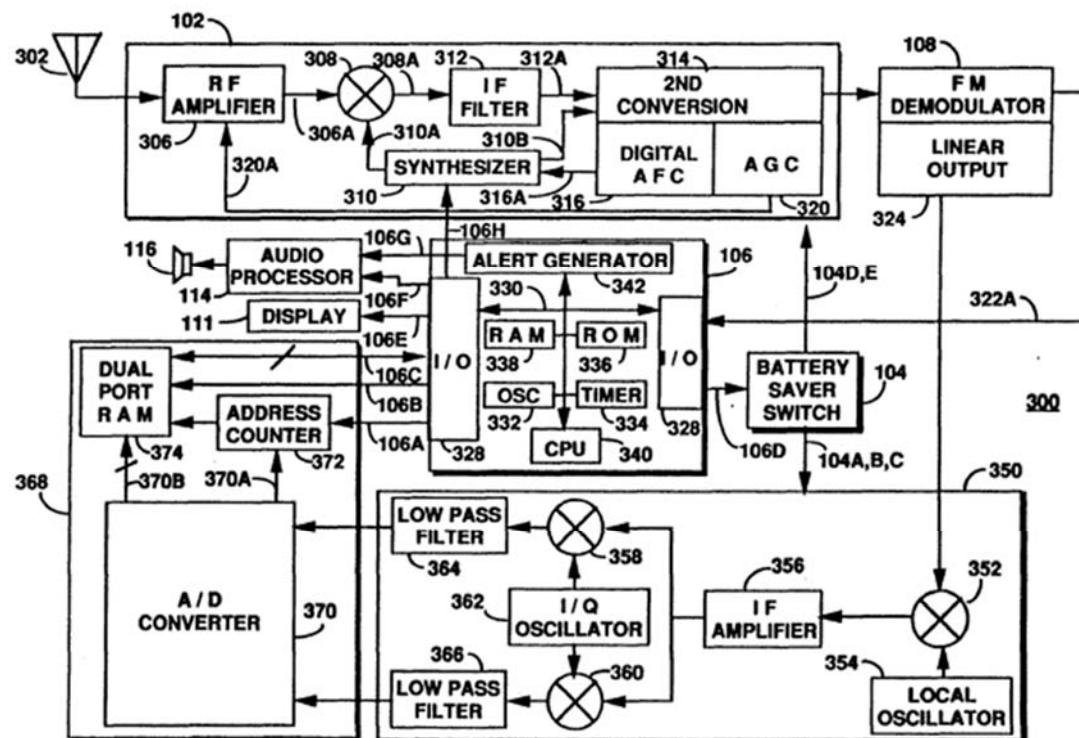 102
302
R F
AMPLIFIER
306
306A
308
308A
310A
312
I F
FILTER
312A
310B
314
2ND
CONVERSION
DIGITAL
A F C
A G C
316
320
108
F M
DEMODULATOR
LINEAR
OUTPUT
324
320A
SYNTHESIZER
310
316A
106H
116
AUDIO
PROCESSOR
114
106G
106F
DISPLAY
111
106E
ALERT GENERATOR
342
106
330
I / O
328
R A M
338
R O M
336
OSC
332
TIMER
334
CPU
340
I / O
328
104D,E
322A
BATTERY
SAVER
SWITCH
104
106D
104A,B,C
300
DUAL
PORT
R A M
374
106C
106B
106A
ADDRESS
COUNTER
372
370B
370A
368
A / D
CONVERTER
370
350
LOW PASS
FILTER
364
358
362
I / Q
OSCILLATOR
366
LOW PASS
FILTER
360
356
I F
AMPLIFIER
352
354
LOCAL
OSCILLATOR